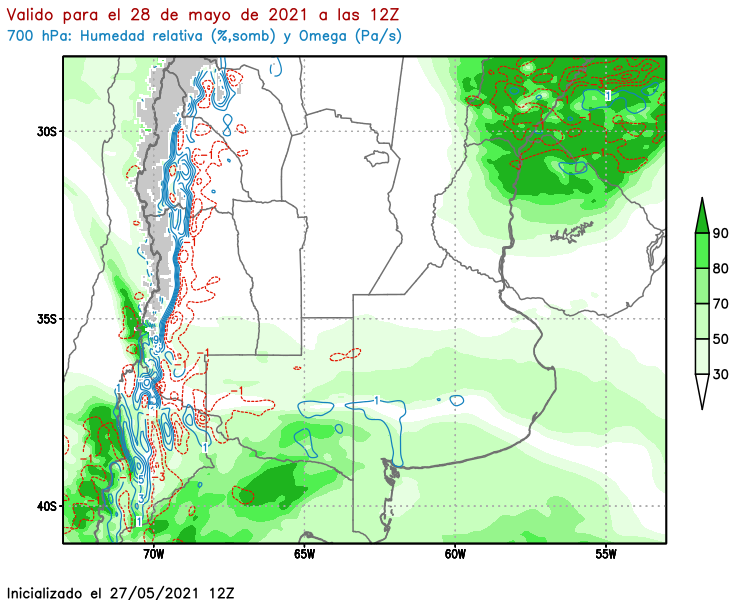 Valido para el 28 de mayo de 2021 a las 12Z
700 hPa: Humedad relativa (%,somb) y Omega (Pa/s)
1
30S
90
80
70
35S
50
30
-1
-1
1
-1
1
-1
-3
40S
1
70W
65W
60W
55W
Inicializado el 27/05/2021 12Z